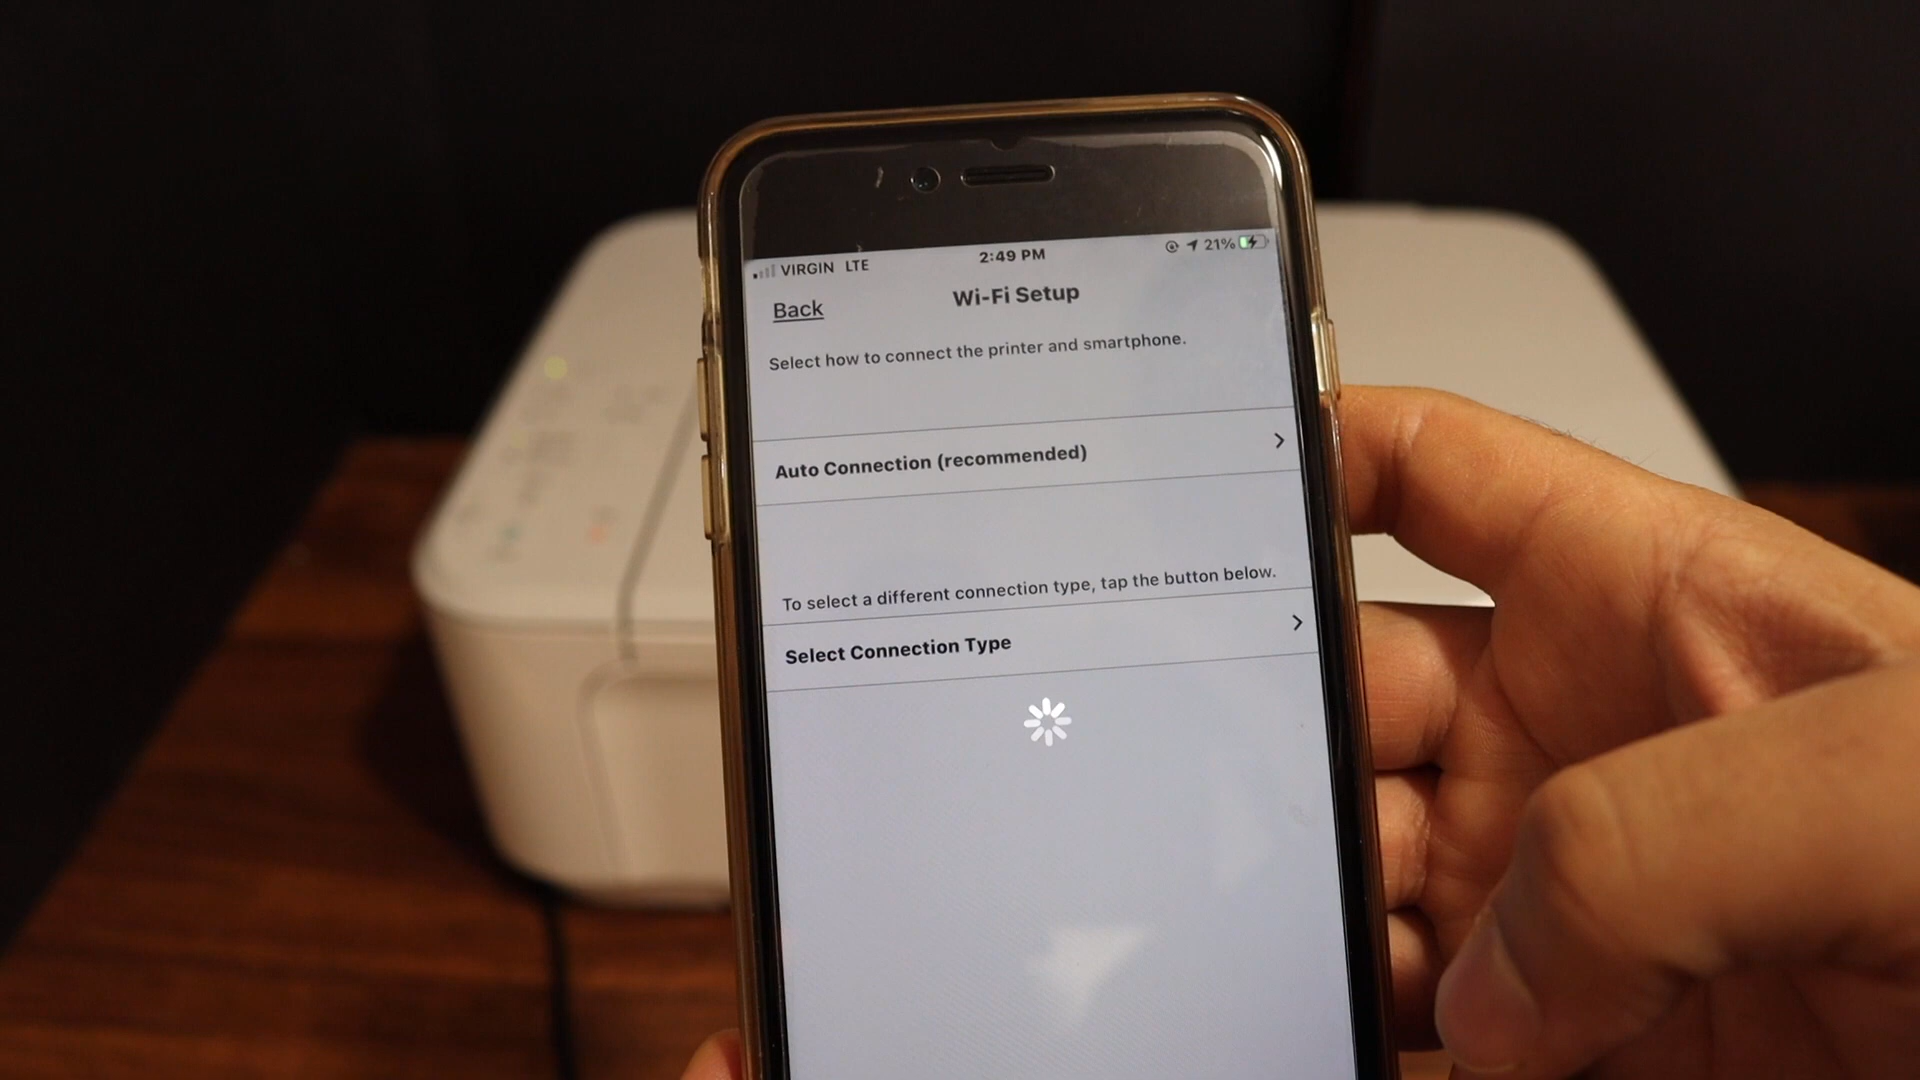 VIRGIN LTE 2:49 PM 21%
Back Wi-Fi Setup
Select how to connect the printer and smartphone.
Auto Connection (recommended)
To select a different connection type, tap the button below.
Select Connection Type